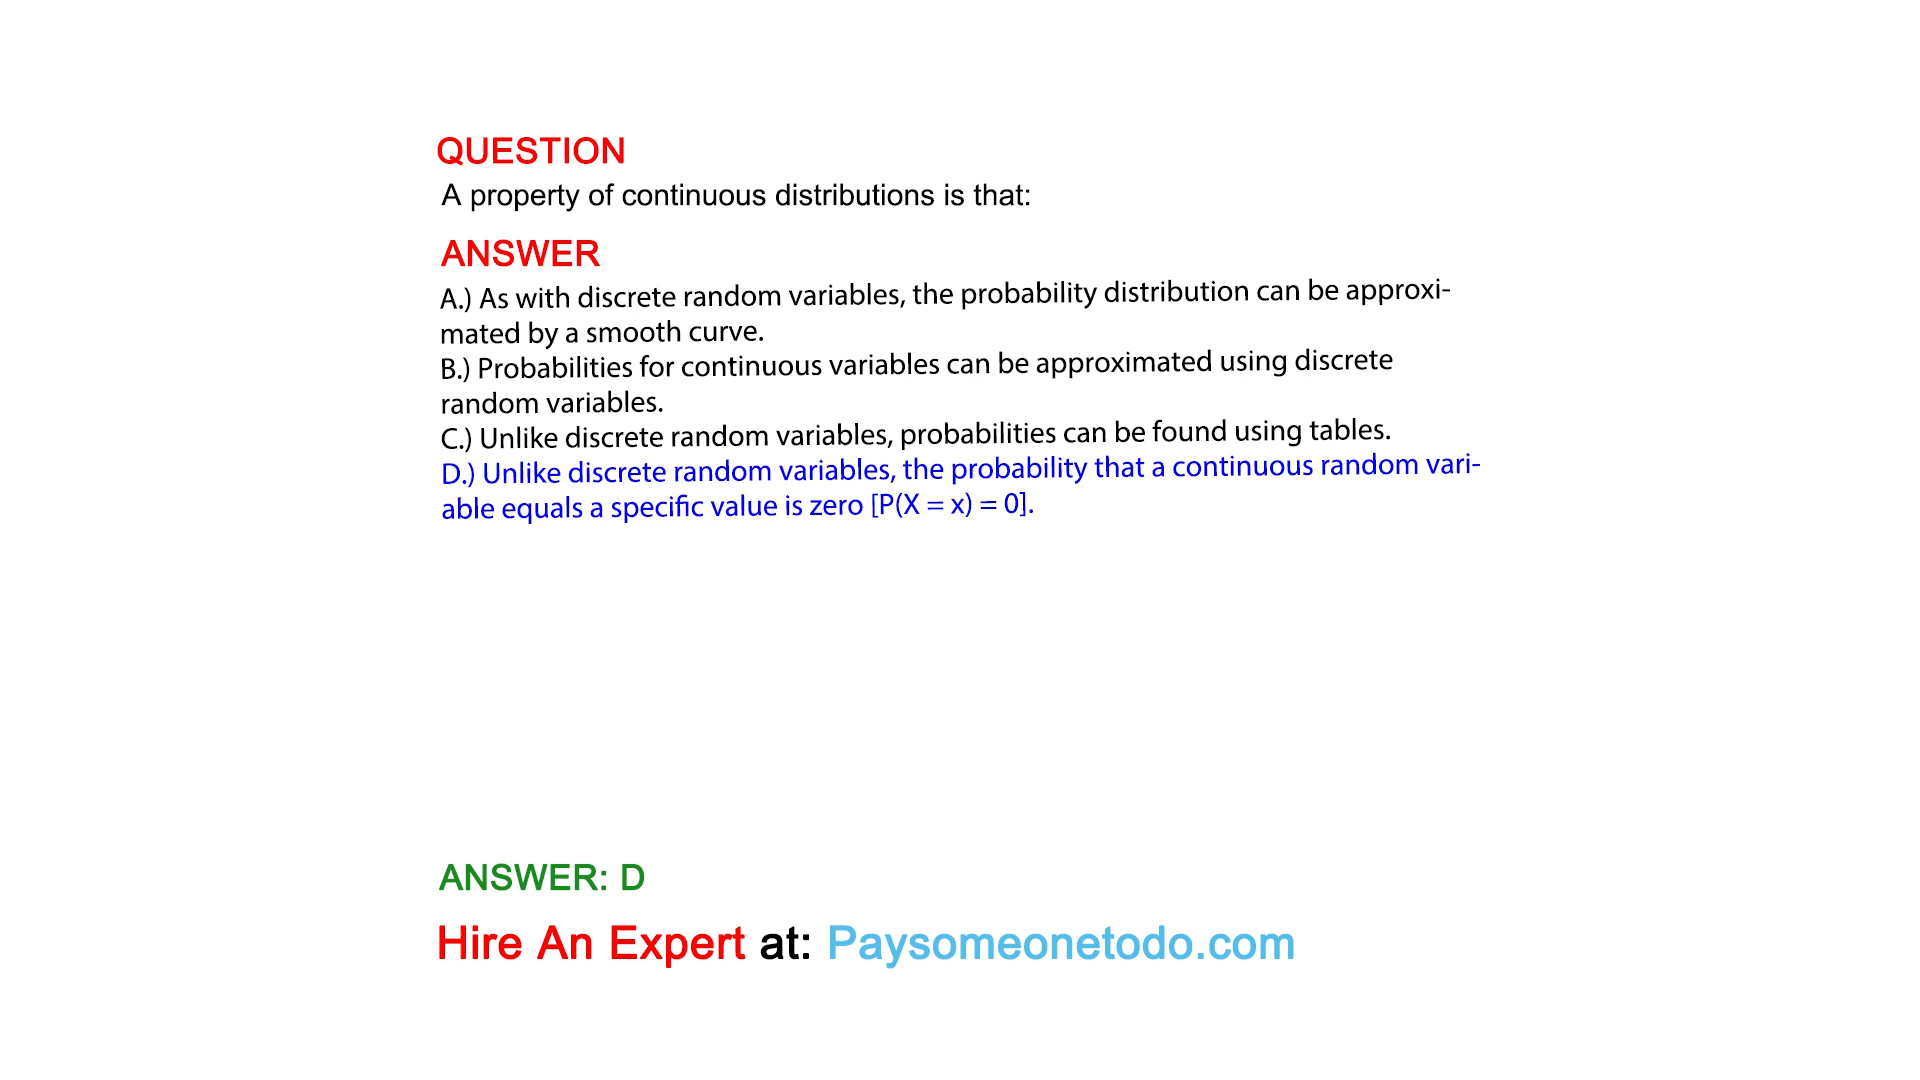 QUESTION
A property of continuous distributions is that:
ANSWER
A.) As with discrete random variables, the probability distribution can be approxi-
mated by a smooth curve.
B.) Probabilities for continuous variables can be approximated using discrete
random variables.
C.) Unlike discrete random variables, probabilities can be found using tables.
D.) Unlike discrete random variables, the probability that a continuous random vari-
able equals a specific value is zero [P(X = x) = 0].
ANSWER: D
Hire An Expert at: Paysomeonetodo.com